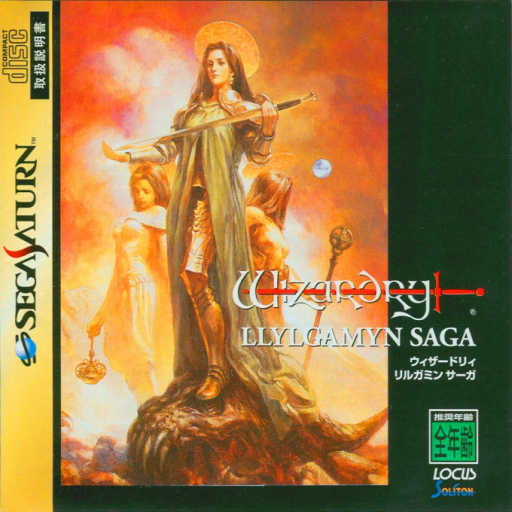 COMPACT
disc
取扱説明書
SEGA SATURN™
Wizardry®
LLYLGAMYN SAGA
ウィザードリィ
リルガミン サーガ
推奨年齢
全年齢
LOCUS
SOLITON